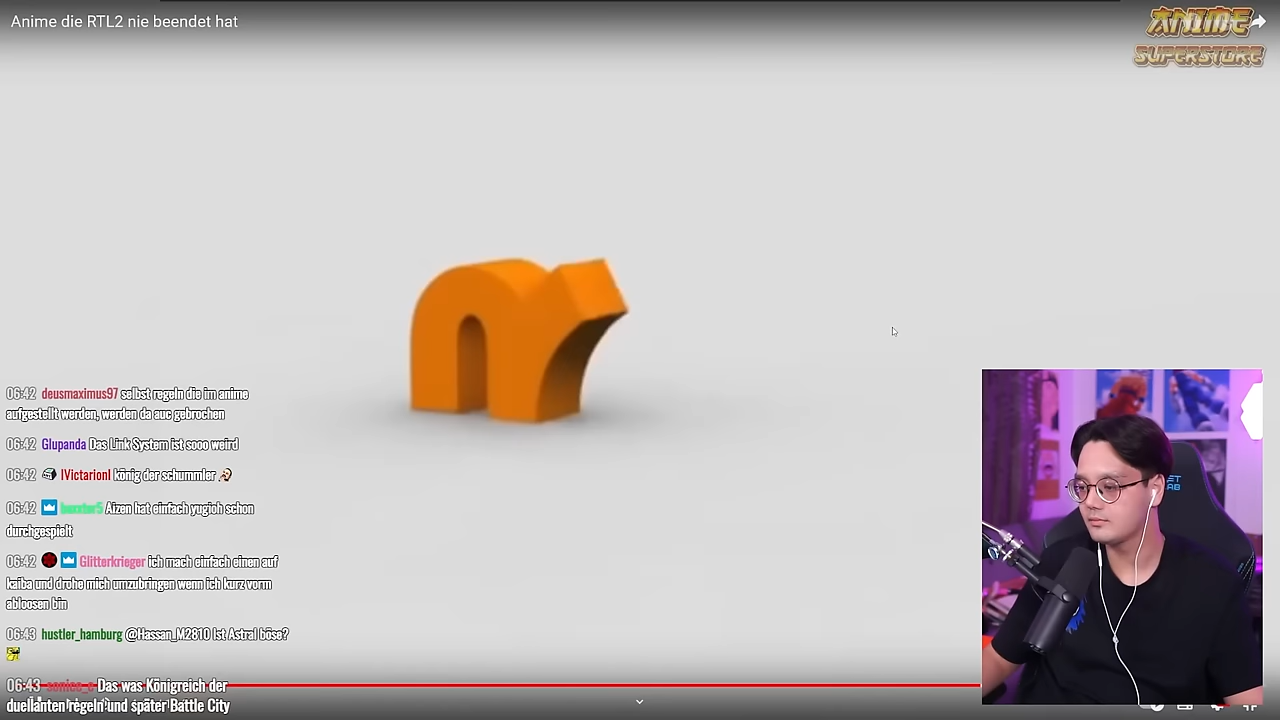 Anime die RTL2 nie beendet hat
ANIME
SUPERSTORE
06:42 deusmaximus97 selbst regeln die im anime
aufgestellt werden, werden da auc gebrochen
06:42 Glupanda Das Link System ist sooo weird
06:42 IVictarionI könig der schummler
06:42 Aizen hat einfach yugioh schon
durchgespielt
06:42 Glitterkrieger ich mach einfach einen auf
kaiba und drohe mich umzubringen wenn ich kurz vorm
abloosen bin
06:43 hustler_hamburg @Hassan_M2810 Ist Astral böse?
06:43 Das was Königreich der
duellanten regeln und später Battle City